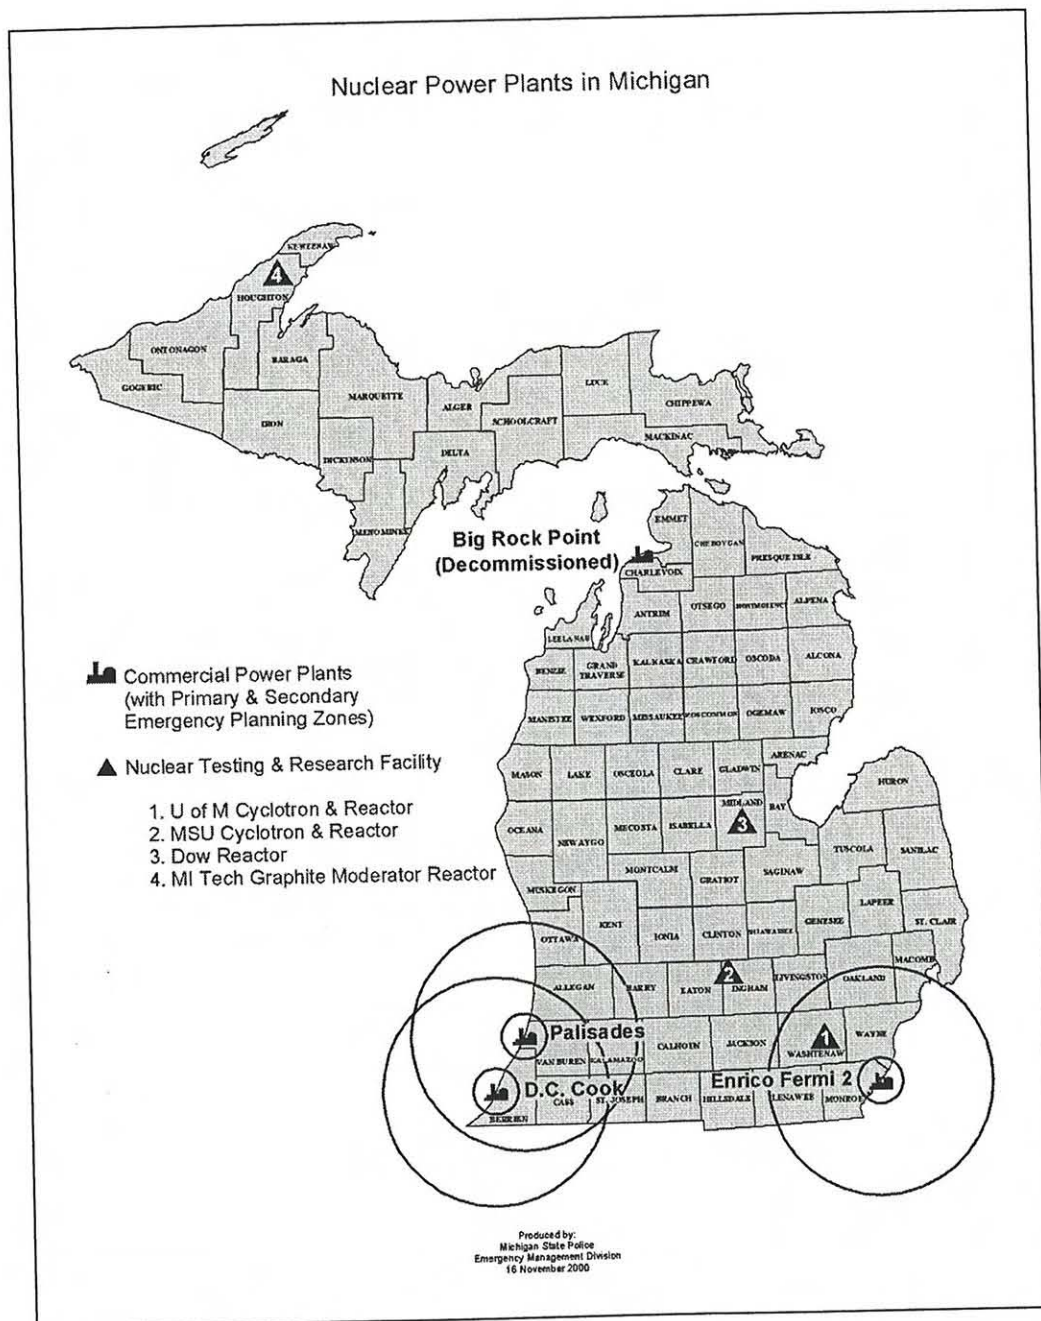 Nuclear Power Plants in Michigan
KEWEENAW
4
HOUGHTON
ONTONAGON
BARAGA
GOGEBIC
MARQUETTE
LUCE
ALGER
CHIPPEWA
SCHOOLCRAFT
IRON
MACKINAC
DICKINSON
DELTA
MENOMINEE
EMMET
Big Rock Point
(Decommissioned)
CHEBOYGAN
PRESQUE ISLE
CHARLEVOIX
ANTRIM
OTSEGO
MONTMORENCY
ALPENA
LEELANAU
BENZIE
GRAND
TRAVERSE
KALKASKA
CRAWFORD
OSCODA
ALCONA
Commercial Power Plants
(with Primary & Secondary
Emergency Planning Zones)
MANISTEE
WEXFORD
MISSAUKEE
ROSCOMMON
OGEMAW
IOSCO
Nuclear Testing & Research Facility
1. U of M Cyclotron & Reactor
2. MSU Cyclotron & Reactor
3. Dow Reactor
4. MI Tech Graphite Moderator Reactor
MASON
LAKE
OSCEOLA
CLARE
GLADWIN
ARENAC
HURON
OCEANA
NEWAYGO
MECOSTA
ISABELLA
MIDLAND
3
BAY
TUSCOLA
SANILAC
MUSKEGON
MONTCALM
GRATIOT
SAGINAW
LAPEER
GENESEE
ST. CLAIR
OTTAWA
KENT
IONIA
CLINTON
SHIAWASSEE
MACOMB
ALLEGAN
BARRY
EATON
2
INGHAM
LIVINGSTON
OAKLAND
Palisades
VAN BUREN
KALAMAZOO
CALHOUN
JACKSON
1
WASHTENAW
WAYNE
D.C. Cook
Enrico Fermi 2
BERRIEN
CASS
ST. JOSEPH
BRANCH
HILLSDALE
LENAWEE
MONROE
Produced by:
Michigan State Police
Emergency Management Division
16 November 2000